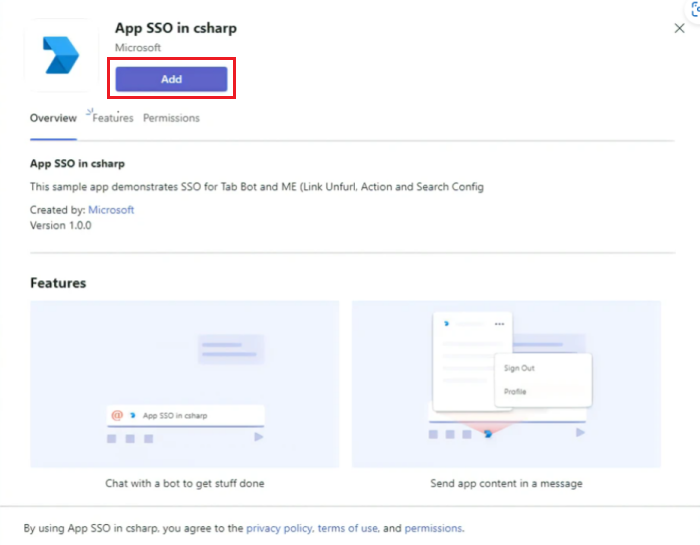 App SSO in csharp
Microsoft
Add
Overview Features Permissions
App SSO in csharp
This sample app demonstrates SSO for Tab Bot and ME (Link Unfurl, Action and Search Config
Created by: Microsoft
Version 1.0.0
Features
@ App SSO in csharp
Sign Out
Profile
Chat with a bot to get stuff done
Send app content in a message
By using App SSO in csharp, you agree to the privacy policy, terms of use, and permissions.